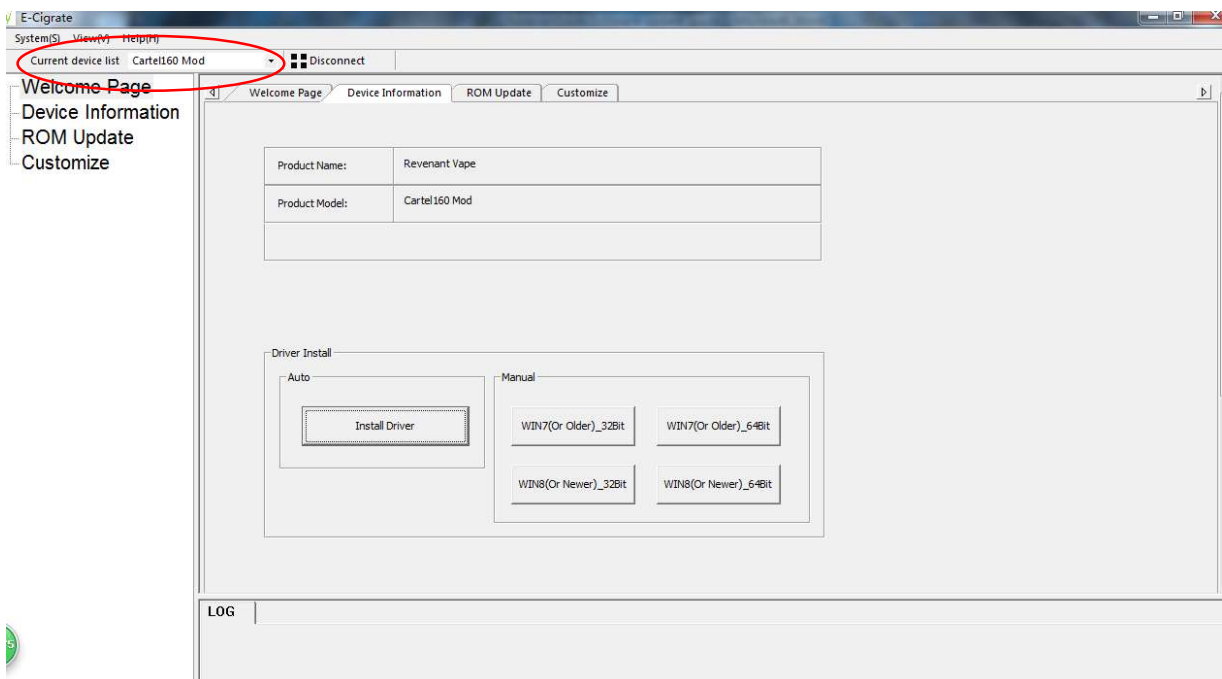 E-Cigrate
System(S) View(V) Help(H)
Current device list Cartel160 Mod Disconnect
Welcome Page
Device Information
ROM Update
Customize
Welcome Page Device Information ROM Update Customize
Product Name: Revenant Vape
Product Model: Cartel160 Mod
Driver Install
Auto
Install Driver
Manual
WIN7(Or Older)_32Bit WIN7(Or Older)_64Bit
WIN8(Or Newer)_32Bit WIN8(Or Newer)_64Bit
LOG